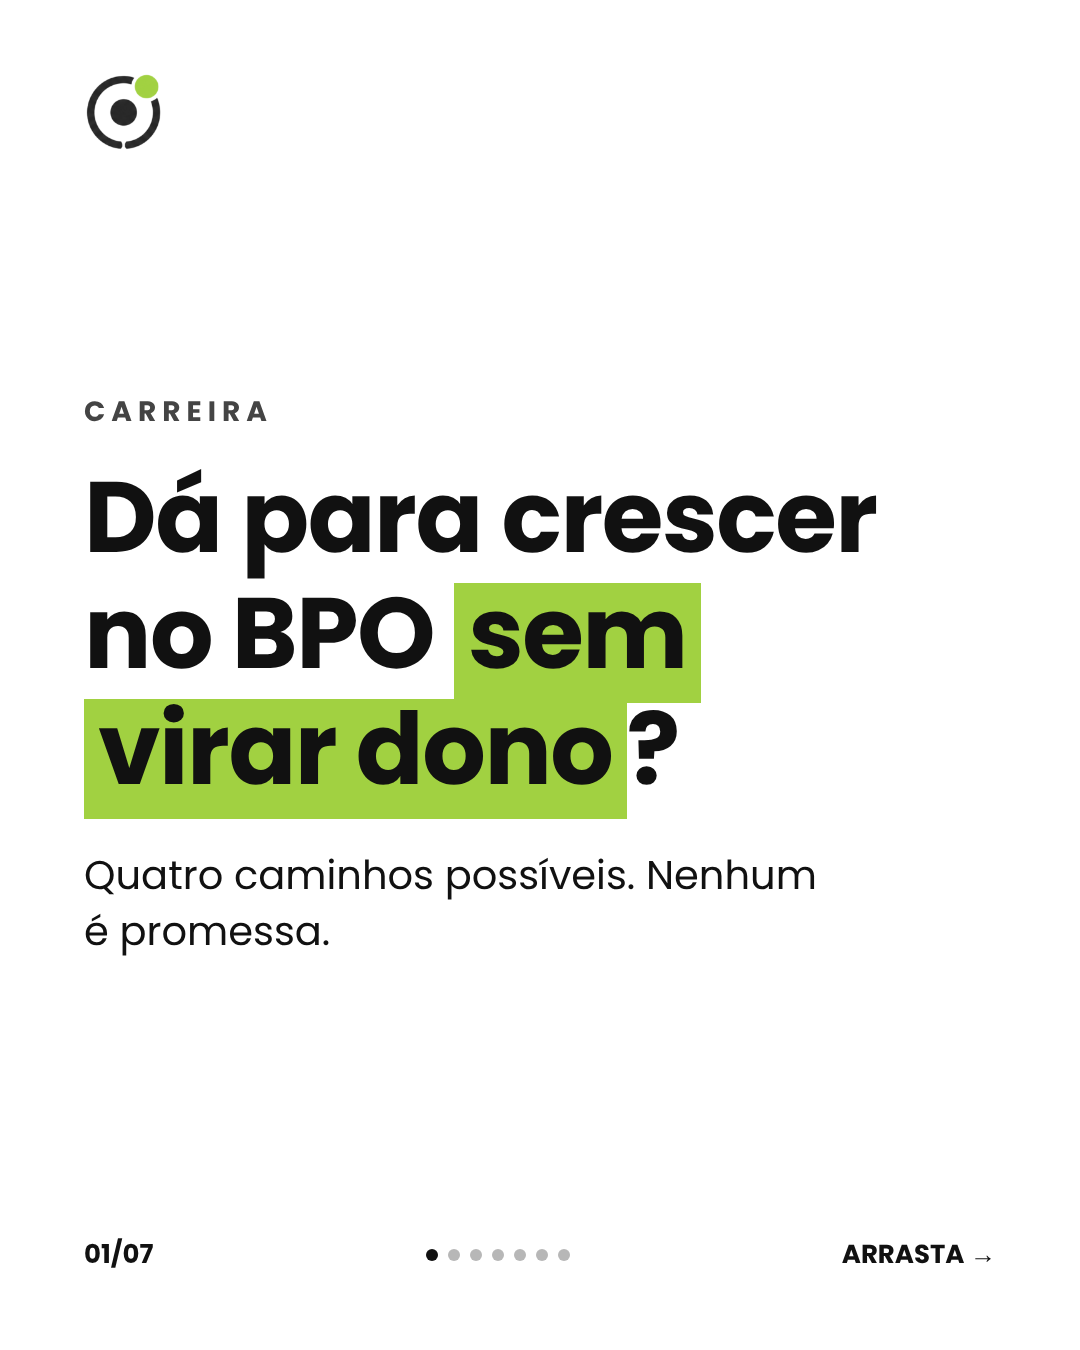 CARREIRA
Dá para crescer
no BPO sem
virar dono?
Quatro caminhos possíveis. Nenhum
é promessa.
01/07
ARRASTA →